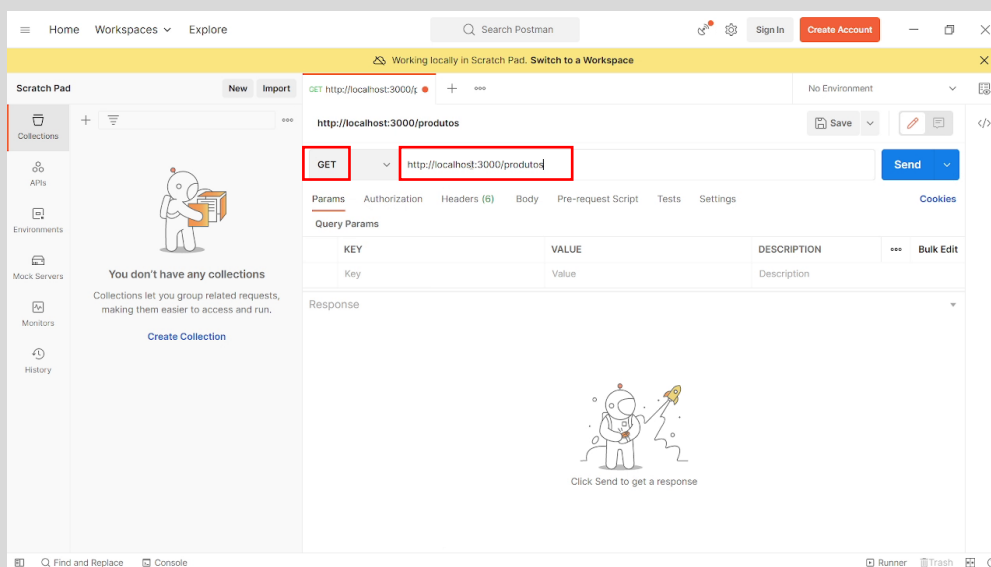 Home Workspaces Explore Search Postman Sign In Create Account
Working locally in Scratch Pad. Switch to a Workspace
Scratch Pad New Import GET http://localhost:3000/p No Environment
Collections
APIs
Environments
Mock Servers
Monitors
History
You don't have any collections
Collections let you group related requests,
making them easier to access and run.
Create Collection
http://localhost:3000/produtos Save
GET http://localhost:3000/produtos Send
Params Authorization Headers (6) Body Pre-request Script Tests Settings Cookies
Query Params
KEY VALUE DESCRIPTION Bulk Edit
Key Value Description
Response
Click Send to get a response
Find and Replace Console Runner Trash